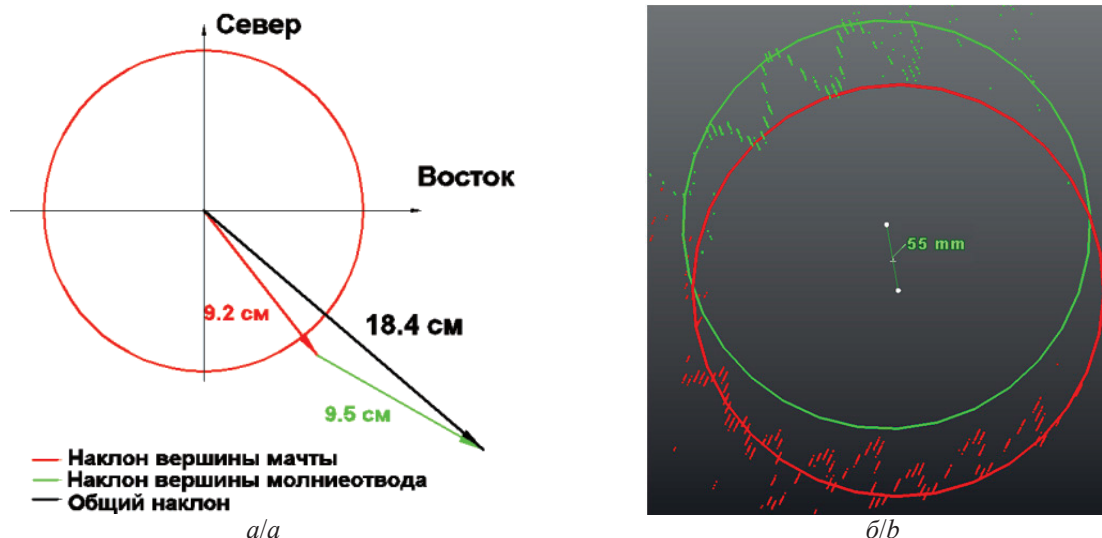 Север
Восток
9.2 см
18.4 см
9.5 см
Наклон вершины мачты
Наклон вершины молниеотвода
Общий наклон
а/a
55 mm
б/b